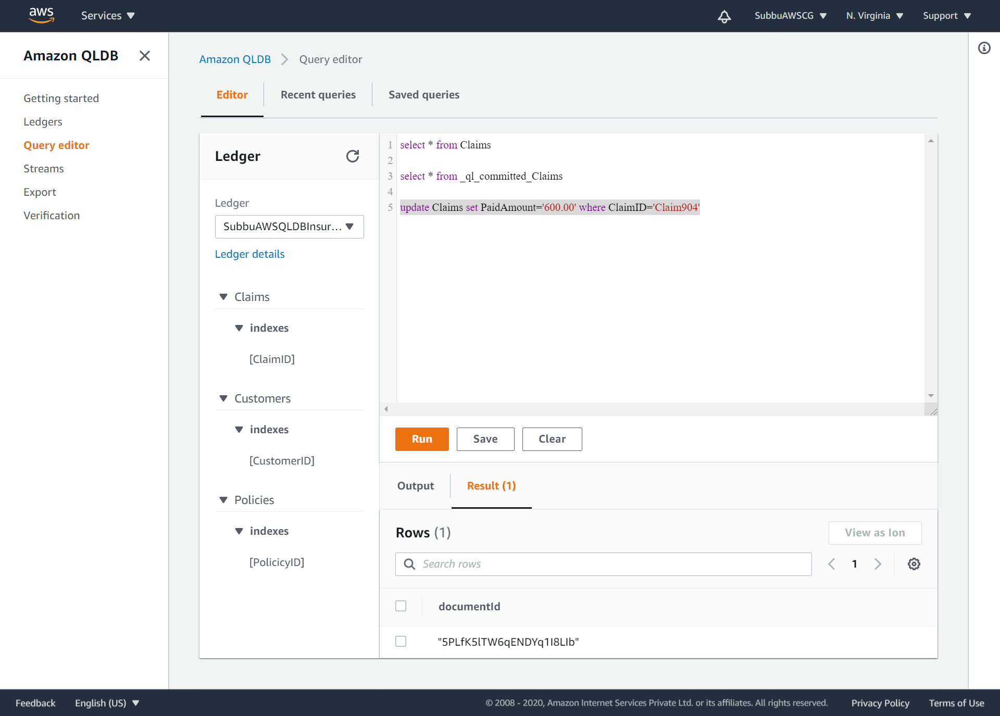 aws
Services
SubbuAWSCG
N. Virginia
Support
Amazon QLDB
Getting started
Ledgers
Query editor
Streams
Export
Verification
Amazon QLDB
Query editor
Editor
Recent queries
Saved queries
Ledger
Ledger
SubbuAWSQLDBInsur...
Ledger details
Claims
indexes
[ClaimID]
Customers
indexes
[CustomerID]
Policies
indexes
[PolicicyID]
1 select * from Claims
2
3 select * from _ql_committed_Claims
4
5 update Claims set PaidAmount='600.00' where ClaimID='Claim904'
Run
Save
Clear
Output
Result (1)
Rows (1)
View as Ion
Search rows
1
documentId
"5PLfK5lTW6qENDYq1I8LIb"
Feedback
English (US)
© 2008 - 2020, Amazon Internet Services Private Ltd. or its affiliates. All rights reserved.
Privacy Policy
Terms of Use